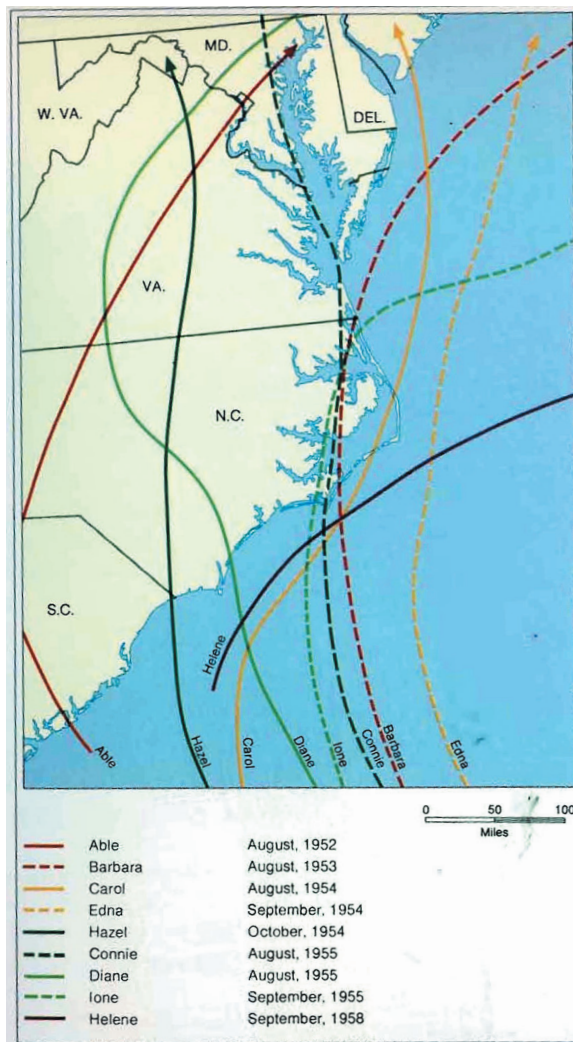 MD.
W. VA.
DEL.
VA.
N.C.
S.C.
Helene
Able
Hazel
Carol
Diane
Ione
Connie
Barbara
Edna
0 50 100
Miles
Able August, 1952
Barbara August, 1953
Carol August, 1954
Edna September, 1954
Hazel October, 1954
Connie August, 1955
Diane August, 1955
Ione September, 1955
Helene September, 1958